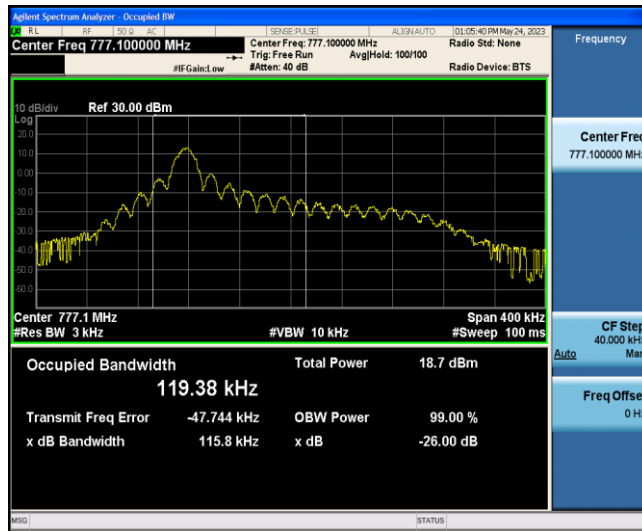 Agilent Spectrum Analyzer - Occupied BW
RL RF 50 Ω AC SENSE:PULSE ALIGNAUTO 01:05:40 PM May 24, 2023
Center Freq 777.100000 MHz
Center Freq: 777.100000 MHz
Radio Std: None
Trig: Free Run Avg|Hold: 100/100
#IFGain:Low
#Atten: 40 dB
Radio Device: BTS
10 dB/div Ref 30.00 dBm
Log
20.0
10.0
0.00
-10.0
-20.0
-30.0
-40.0
-50.0
-60.0
Center 777.1 MHz Span 400 kHz
#Res BW 3 kHz #VBW 10 kHz #Sweep 100 ms
Occupied Bandwidth Total Power 18.7 dBm
119.38 kHz
Transmit Freq Error -47.744 kHz OBW Power 99.00 %
x dB Bandwidth 115.8 kHz x dB -26.00 dB
MSG STATUS
Frequency
Center Freq
777.100000 MHz
CF Step
40.000 kHz
Auto Man
Freq Offset
0 Hz